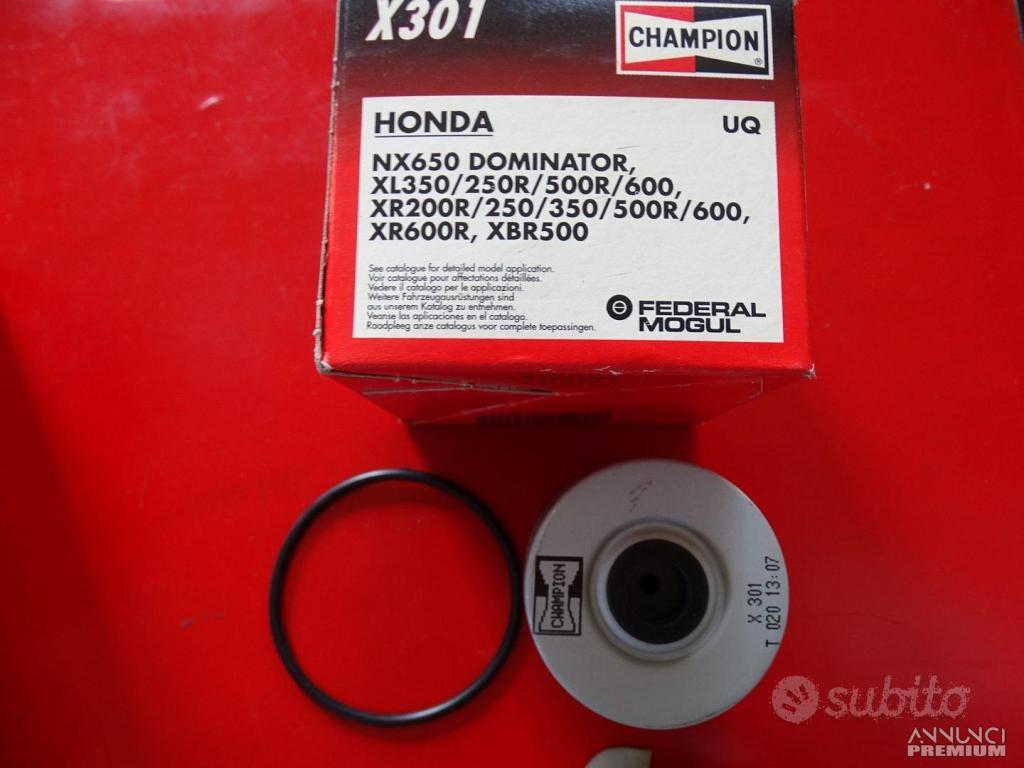 X301
CHAMPION®
HONDA UQ
NX650 DOMINATOR,
XL350/250R/500R/600,
XR200R/250/350/500R/600,
XR600R, XBR500
See catalogue for detailed model application.
Voir catalogue pour affectations détaillées.
Vedere il catalogo per le applicazioni.
Weitere Fahrzeugausrüstungen sind
aus unserem Katalog zu entnehmen.
Veanse las aplicaciones en el catalogo.
Raadpleeg anze catalogus voor complete toepassingen.
FEDERAL
MOGUL
CHAMPION
X 301
T 020 13:07
subito
ANNUNCI
PREMIUM